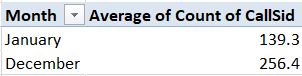 Month Average of Count of CallSid
January 139.3
December 256.4